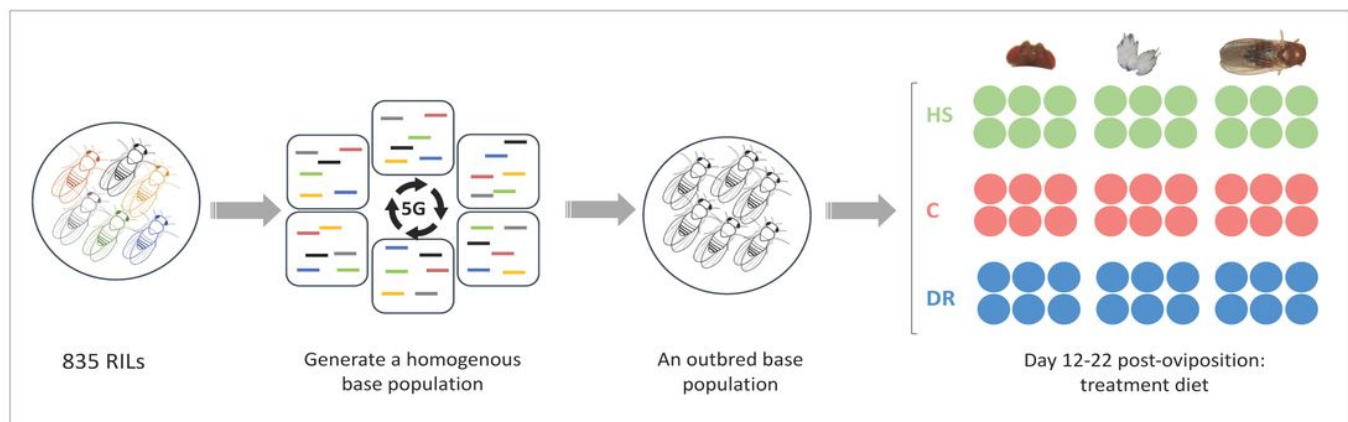 5G
HS
C
DR
835 RILs
Generate a homogenous
base population
An outbred base
population
Day 12-22 post-oviposition:
treatment diet